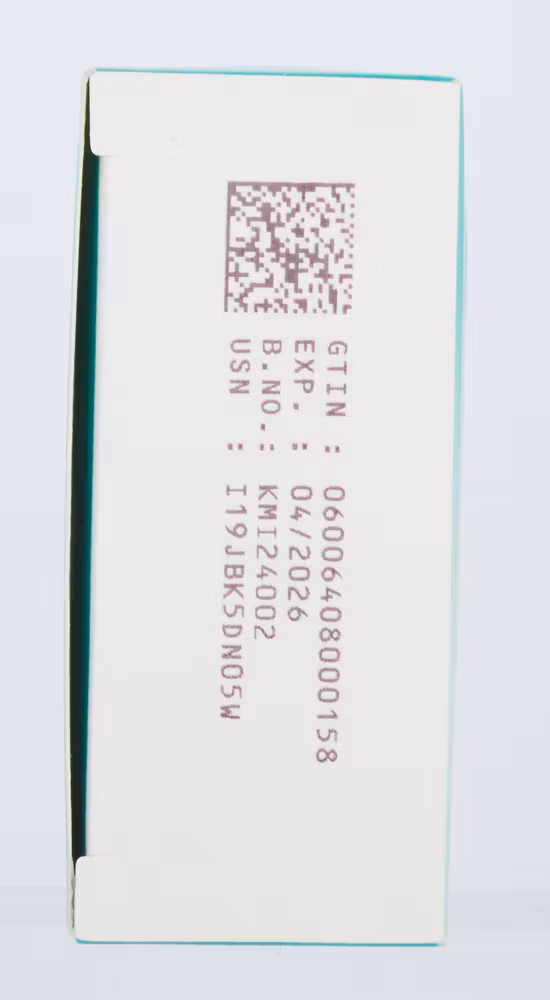 GTIN : 06006408000158
EXP. : 04/2026
B.NO.: KMI24002
USN : I19JBK5DN05W